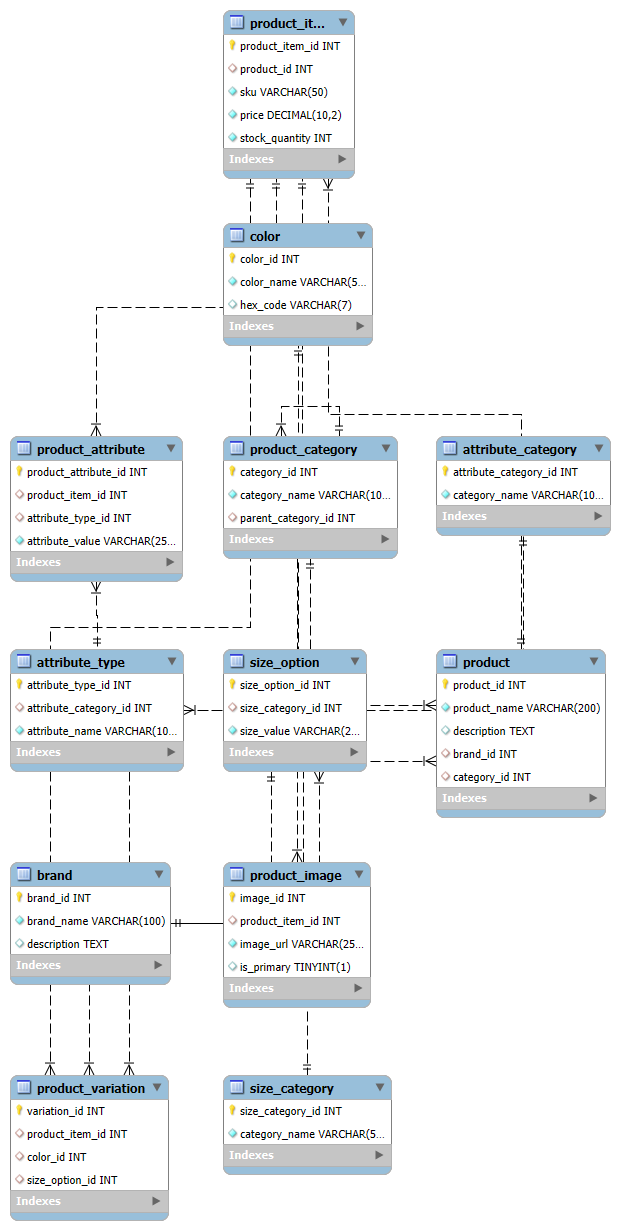 product_it...
product_item_id INT
product_id INT
sku VARCHAR(50)
price DECIMAL(10,2)
stock_quantity INT
Indexes
color
color_id INT
color_name VARCHAR(5...
hex_code VARCHAR(7)
Indexes
product_attribute
product_attribute_id INT
product_item_id INT
attribute_type_id INT
attribute_value VARCHAR(25...
Indexes
product_category
category_id INT
category_name VARCHAR(10...
parent_category_id INT
Indexes
attribute_category
attribute_category_id INT
category_name VARCHAR(10...
Indexes
attribute_type
attribute_type_id INT
attribute_category_id INT
attribute_name VARCHAR(10...
Indexes
size_option
size_option_id INT
size_category_id INT
size_value VARCHAR(2...
Indexes
product
product_id INT
product_name VARCHAR(200)
description TEXT
brand_id INT
category_id INT
Indexes
brand
brand_id INT
brand_name VARCHAR(100)
description TEXT
Indexes
product_image
image_id INT
product_item_id INT
image_url VARCHAR(25...
is_primary TINYINT(1)
Indexes
product_variation
variation_id INT
product_item_id INT
color_id INT
size_option_id INT
Indexes
size_category
size_category_id INT
category_name VARCHAR(5...
Indexes